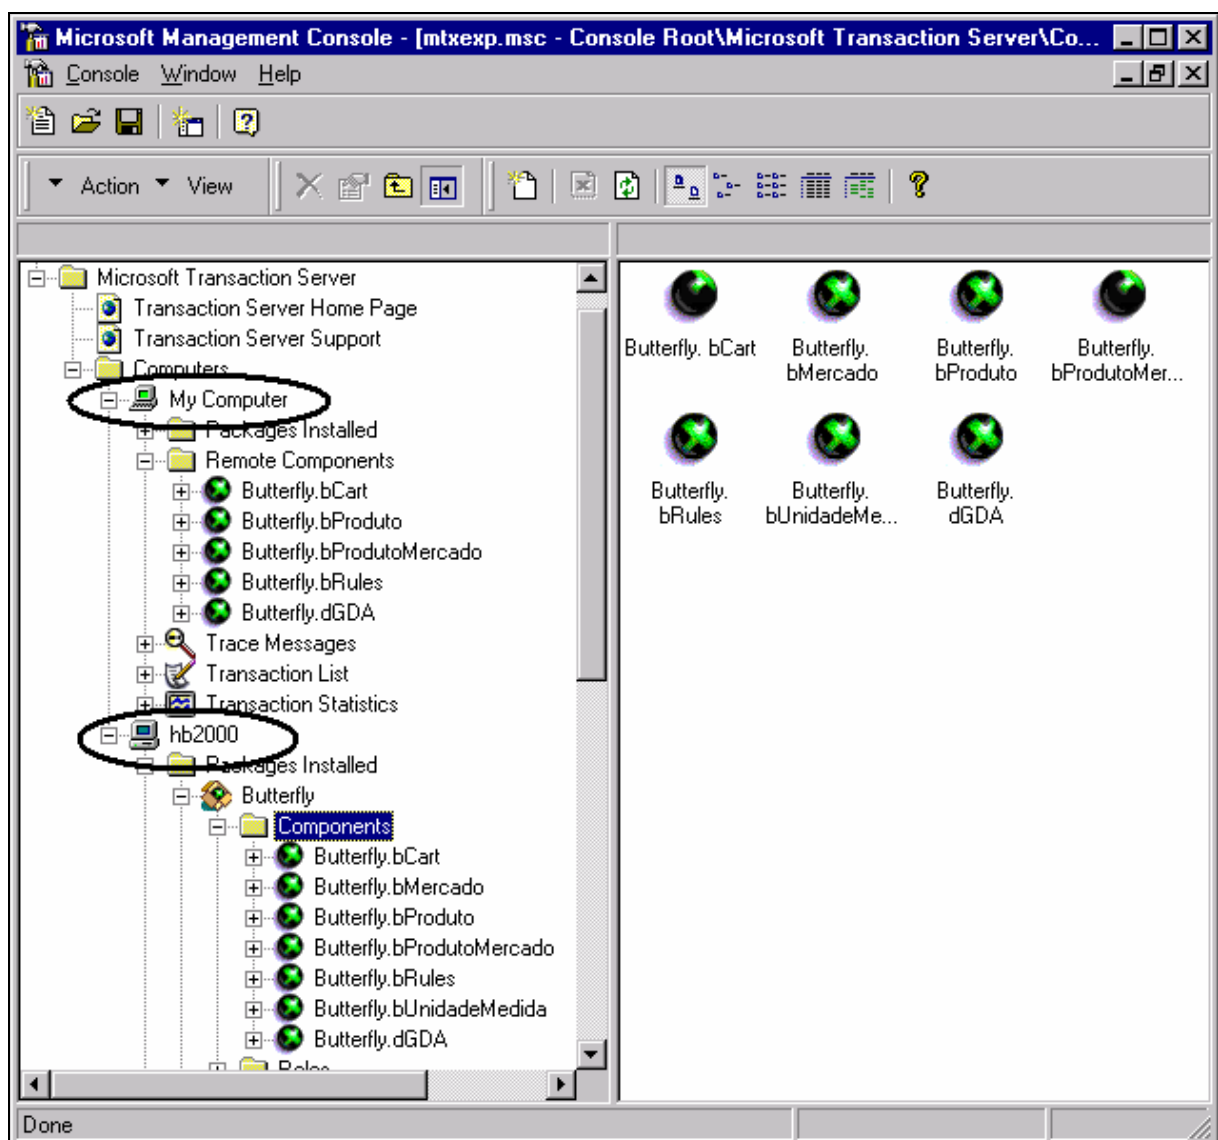 Microsoft Management Console - [mtxexp.msc - Console Root\Microsoft Transaction Server\Co...
Console Window Help
Action View
Microsoft Transaction Server
Transaction Server Home Page
Transaction Server Support
Computers
My Computer
Packages Installed
Remote Components
Butterfly.bCart
Butterfly.bProduto
Butterfly.bProdutoMercado
Butterfly.bRules
Butterfly.dGDA
Trace Messages
Transaction List
Transaction Statistics
hb2000
Packages Installed
Butterfly
Components
Butterfly.bCart
Butterfly.bMercado
Butterfly.bProduto
Butterfly.bProdutoMercado
Butterfly.bRules
Butterfly.bUnidadeMedida
Butterfly.dGDA
Roles
Butterfly. bCart
Butterfly.
bMercado
Butterfly.
bProduto
Butterfly.
bProdutoMer...
Butterfly.
bRules
Butterfly.
bUnidadeMe...
Butterfly.
dGDA
Done